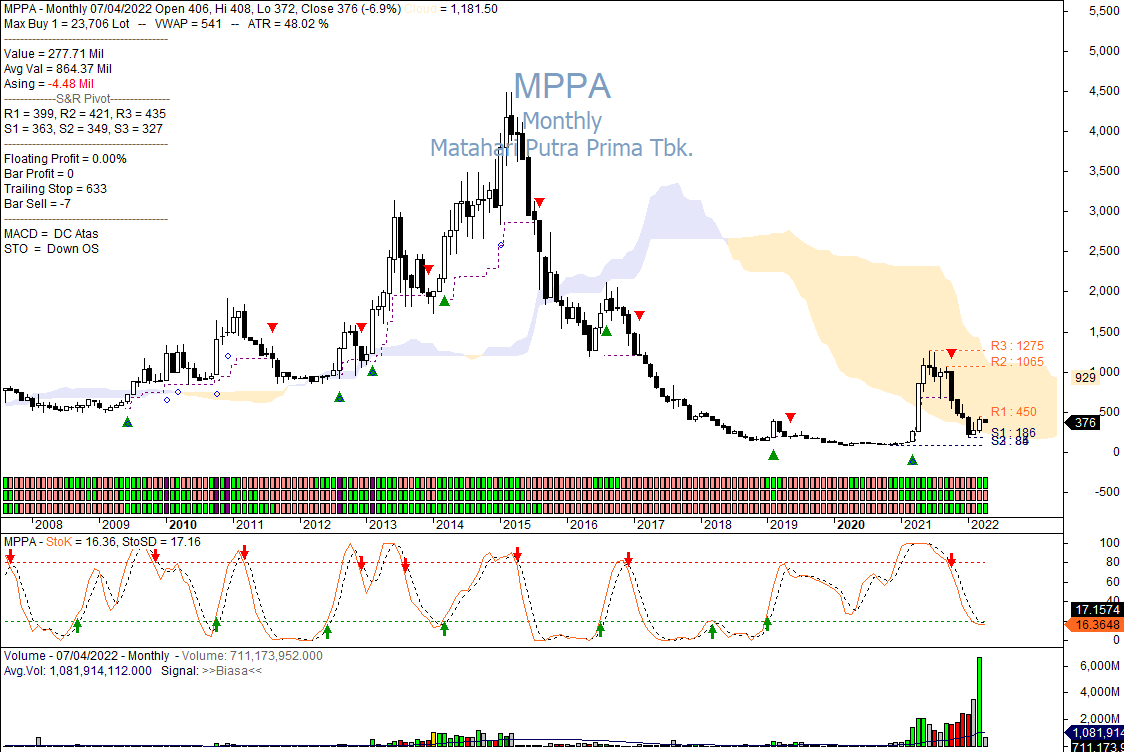 MPPA - Monthly 07/04/2022 Open 406, Hi 408, Lo 372, Close 376 (-6.9%) Cloud = 1,181.50
Max Buy 1 = 23,706 Lot -- VWAP = 541 -- ATR = 48.02 %
Value = 277.71 Mil
Avg Val = 864.37 Mil
Asing = -4.48 Mil
-------------S&R Pivot---------------
R1 = 399, R2 = 421, R3 = 435
S1 = 363, S2 = 349, S3 = 327
Floating Profit = 0.00%
Bar Profit = 0
Trailing Stop = 633
Bar Sell = -7
MACD = DC Atas
STO = Down OS
MPPA
Monthly
Matahari Putra Prima Tbk.
5,500
5,000
4,500
4,000
3,500
3,000
2,500
2,000
1,500
1,000
929
500
376
0
-500
R3 : 1275
R2 : 1065
R1 : 450
S1 : 186
2008 2009 2010 2011 2012 2013 2014 2015 2016 2017 2018 2019 2020 2021 2022
MPPA - StoK = 16.36, StoSD = 17.16
100
80
60
40
17.1574
16.3648
0
Volume - 07/04/2022 - Monthly - Volume: 711,173,952.000
Avg.Vol: 1,081,914,112.000 Signal: >>Biasa<<
6,000M
4,000M
2,000M
1,081,914
711,173,9